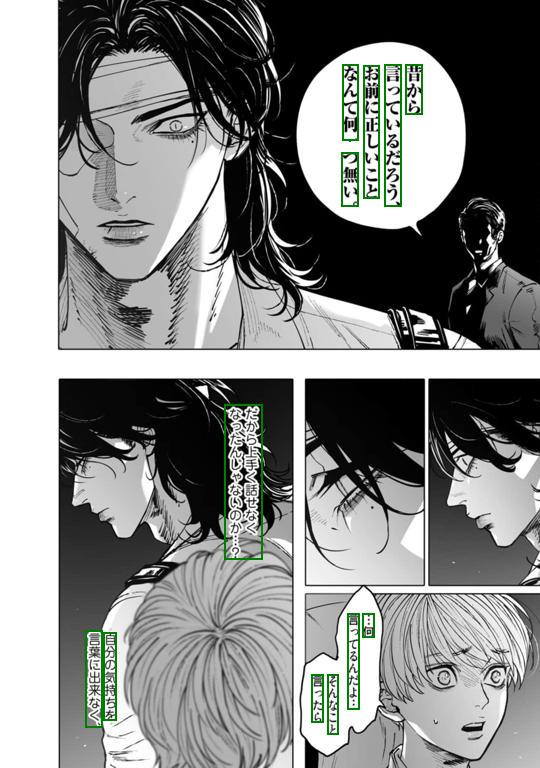 昔から
言っているだろう、
お前に正しいこと
なんて何一つ無い。
…何
言ってるんだよ…
そんなこと
言ったら
だから上手く話せなく
なったんじゃないのか…?
自分の気持ちを
言葉に出来なく、